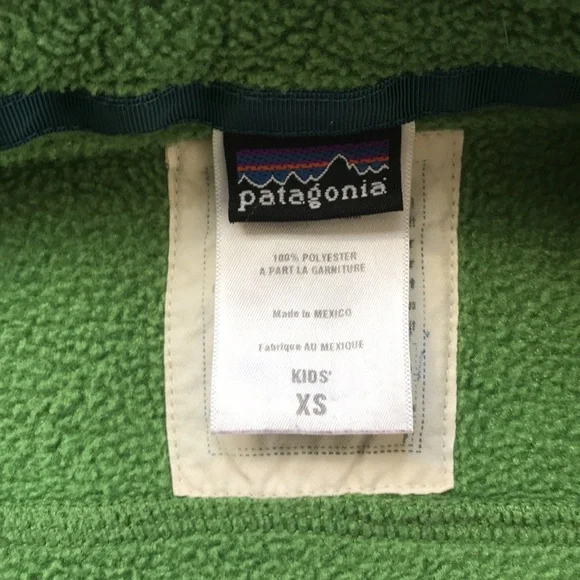 patagonia
100% POLYESTER
A PART LA GARNITURE
Made in MEXICO
Fabriqué AU MEXIQUE
KIDS'
XS